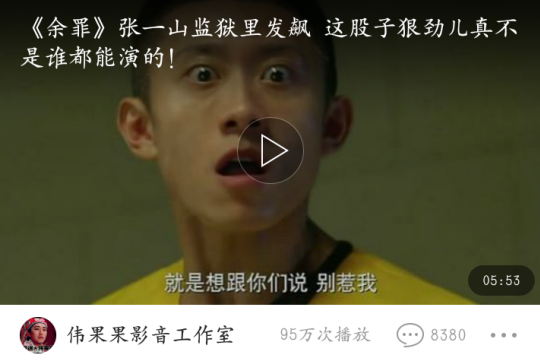 《余罪》张一山监狱里发飙 这股子狠劲儿真不
是谁都能演的!
就是想跟你们说 别惹我
05:53
伟果果影音工作室
95万次播放
8380